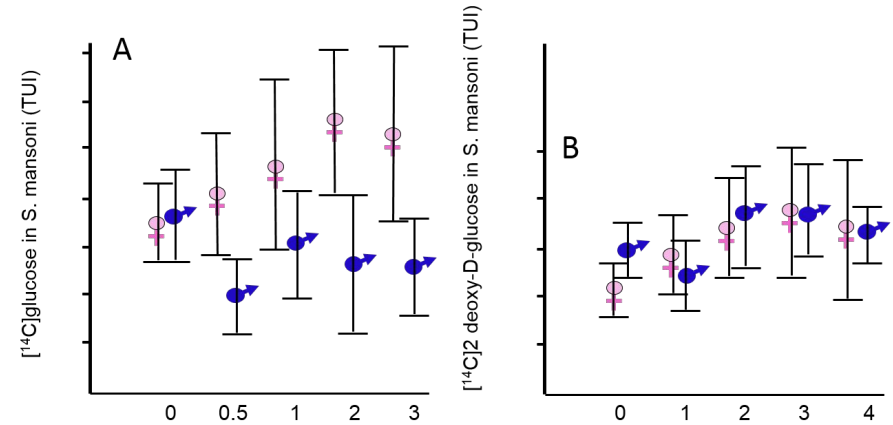 A
[¹⁴C]glucose in S. mansoni (TUI)
0 0.5 1 2 3
B
[¹⁴C]2 deoxy-D-glucose in S. mansoni (TUI)
0 1 2 3 4